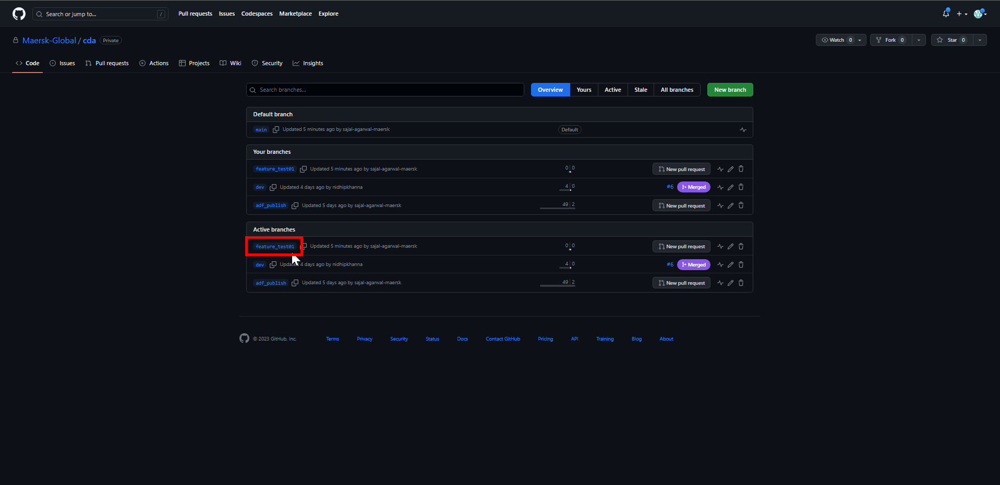 Search or jump to... / Pull requests Issues Codespaces Marketplace Explore
Maersk-Global / cda Private Watch 0 Fork 0 Star 0
Code Issues Pull requests Actions Projects Wiki Security Insights
Search branches... Overview Yours Active Stale All branches New branch
Default branch
main Updated 5 minutes ago by sajal-agarwal-maersk Default
Your branches
feature_test01 Updated 5 minutes ago by sajal-agarwal-maersk 0 0 New pull request
dev Updated 4 days ago by nidhipkhanna 4 0 #6 Merged
adf_publish Updated 5 days ago by sajal-agarwal-maersk 49 2 New pull request
Active branches
feature_test01 Updated 5 minutes ago by sajal-agarwal-maersk 0 0 New pull request
dev Updated 4 days ago by nidhipkhanna 4 0 #6 Merged
adf_publish Updated 5 days ago by sajal-agarwal-maersk 49 2 New pull request
© 2023 GitHub, Inc. Terms Privacy Security Status Docs Contact GitHub Pricing API Training Blog About